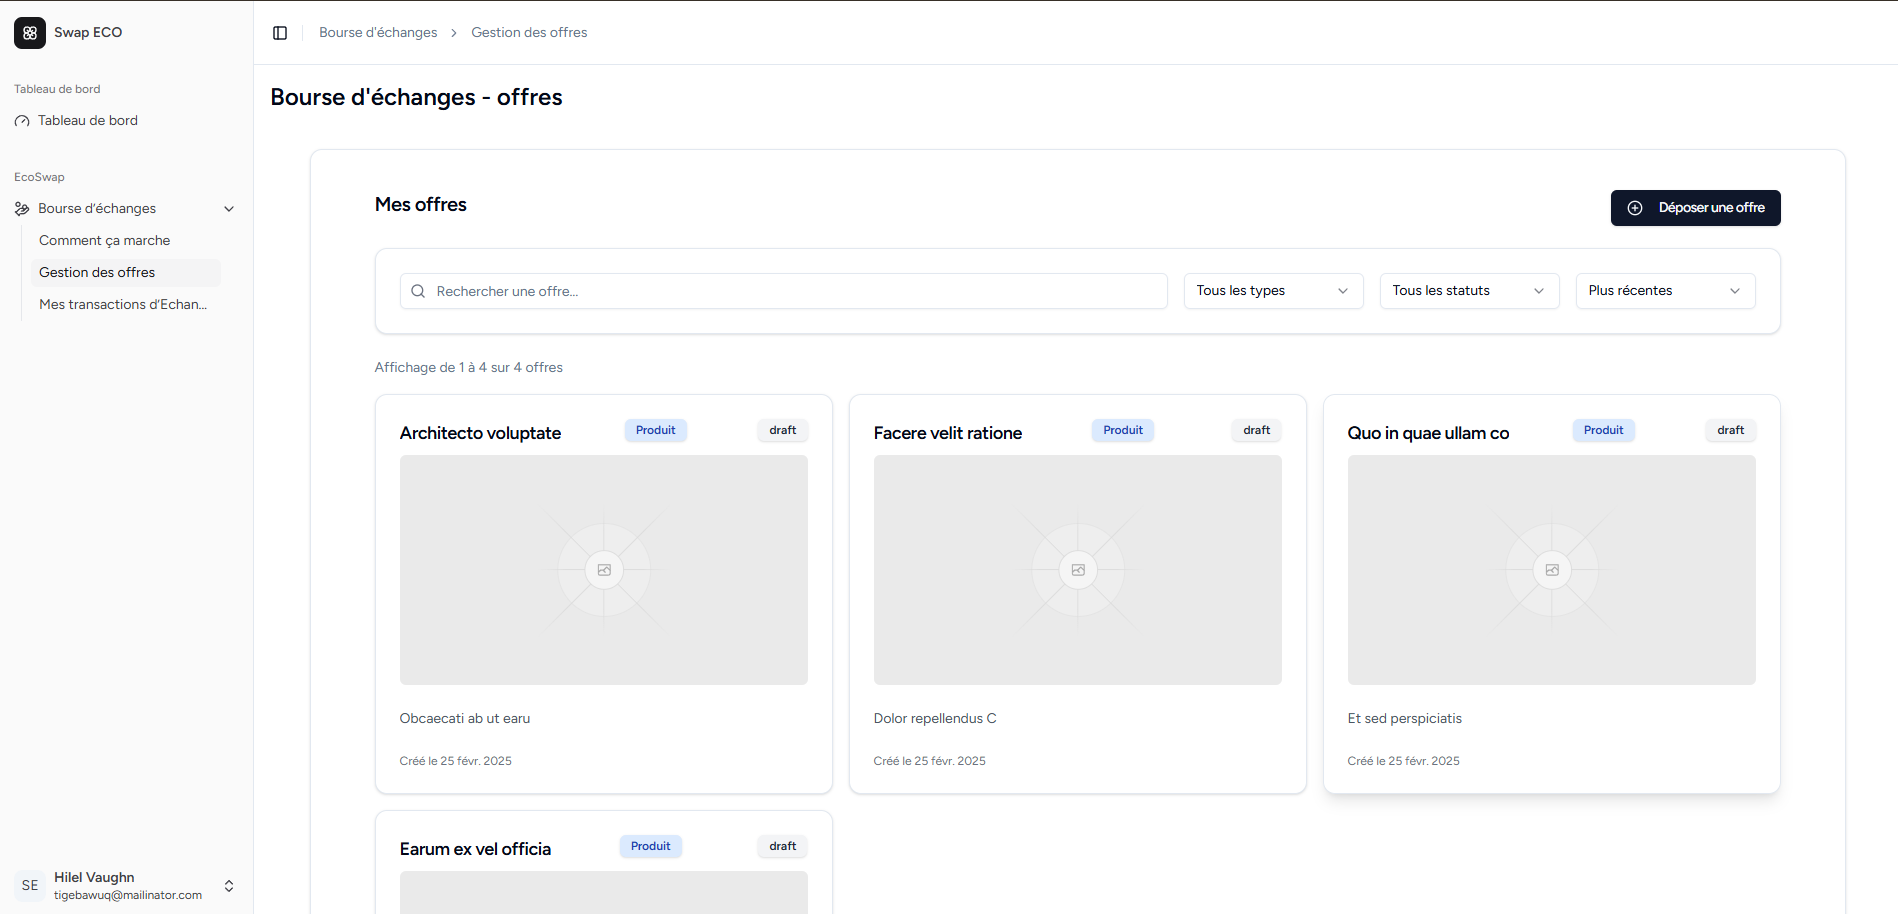 Swap ECO
Tableau de bord
Tableau de bord
EcoSwap
Bourse d'échanges
Comment ça marche
Gestion des offres
Mes transactions d'Echan...
SE
Hilel Vaughn
tigebawuq@mailinator.com
Bourse d'échanges > Gestion des offres
Bourse d'échanges - offres
Mes offres
Déposer une offre
Rechercher une offre...
Tous les types
Tous les statuts
Plus récentes
Affichage de 1 à 4 sur 4 offres
Architecto voluptate Produit draft
Obcaecati ab ut earu
Créé le 25 févr. 2025
Facere velit ratione Produit draft
Dolor repellendus C
Créé le 25 févr. 2025
Quo in quae ullam co Produit draft
Et sed perspiciatis
Créé le 25 févr. 2025
Earum ex vel officia Produit draft